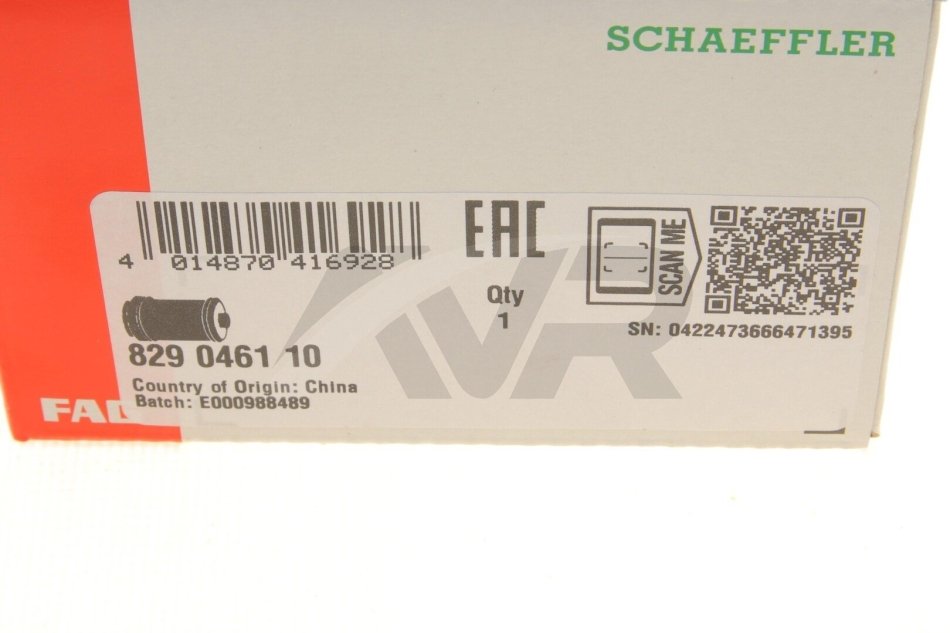 SCHAEFFLER
4 014870 416928
EAC
SCAN ME
Qty
1
SN: 0422473666471395
829 0461 10
Country of Origin: China
Batch: E000988489
FAG
VR